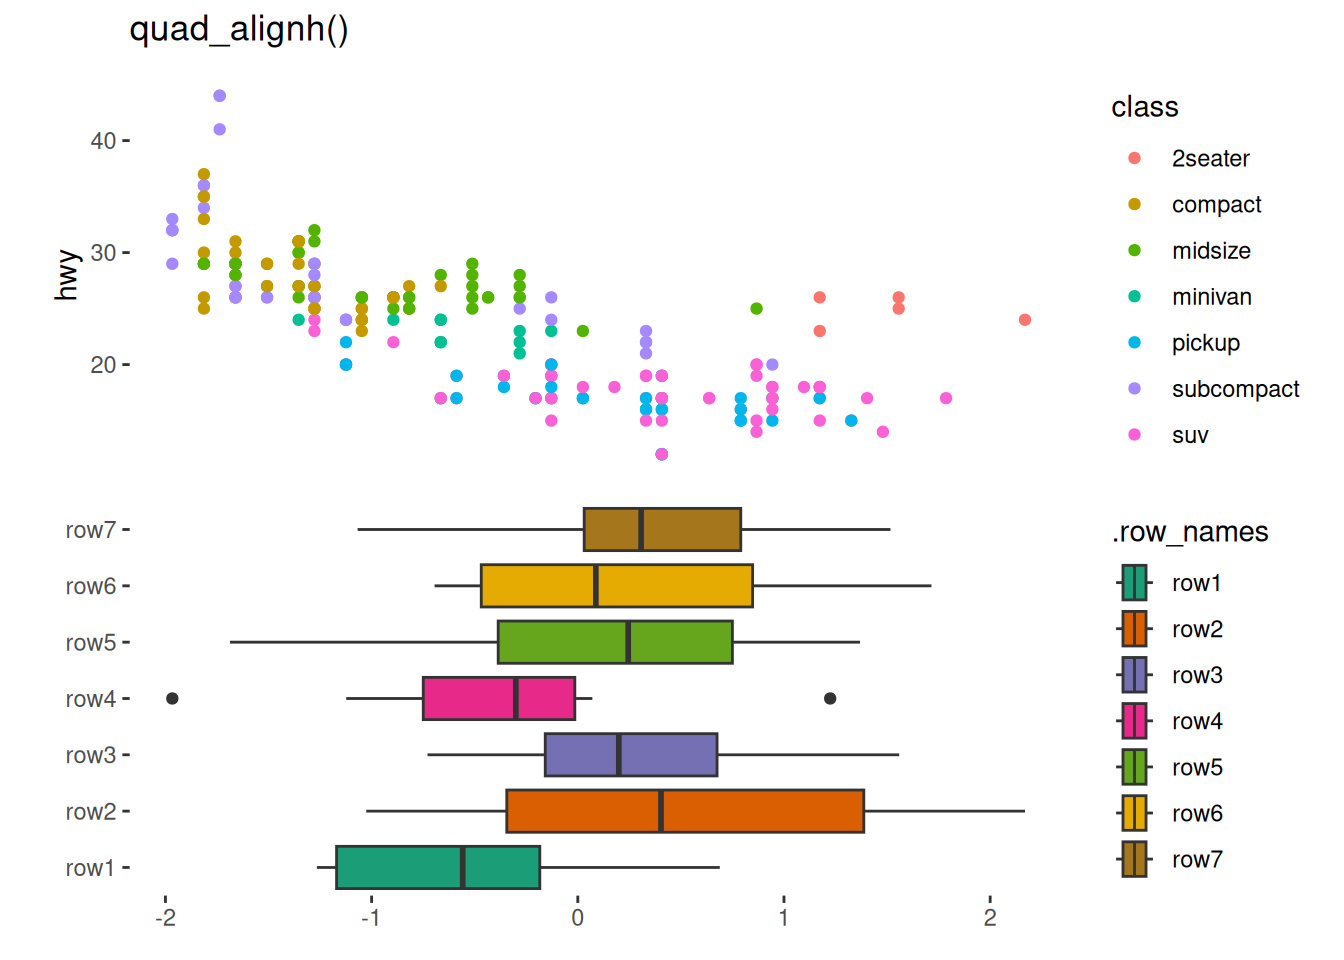 quad_alignh()
hwy
40
30
20
class
2seater
compact
midsize
minivan
pickup
subcompact
suv
row7
row6
row5
row4
row3
row2
row1
-2
-1
0
1
2
.row_names
row1
row2
row3
row4
row5
row6
row7